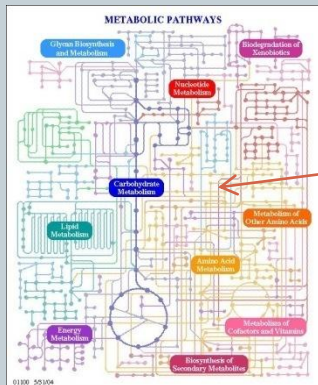 METABOLIC PATHWAYS
Glycan Biosynthesis
and Metabolism
Biodegradation of
Xenobiotics
Nucleotide
Metabolism
Carbohydrate
Metabolism
Metabolism of
Other Amino Acids
Lipid
Metabolism
Amino Acid
Metabolism
Energy
Metabolism
Metabolism of
Cofactors and Vitamins
Biosynthesis of
Secondary Metabolites
01100 5/31/04